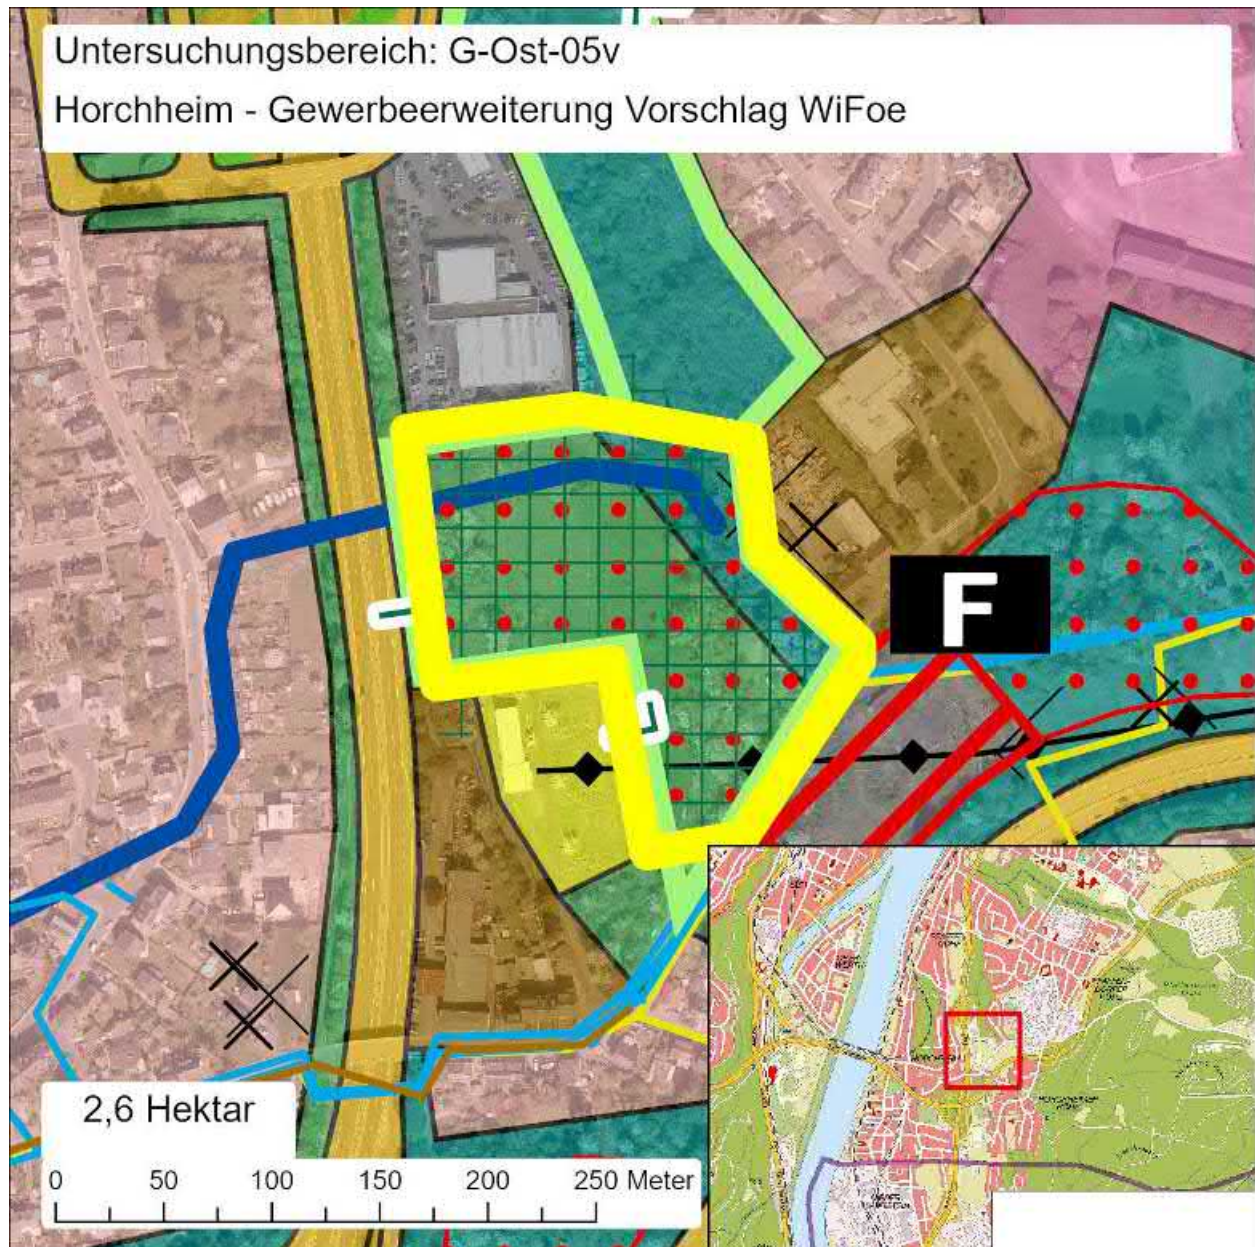 Untersuchungsbereich: G-Ost-05v
Horchheim - Gewerbeerweiterung Vorschlag WiFoe
F
2,6 Hektar
0 50 100 150 200 250 Meter